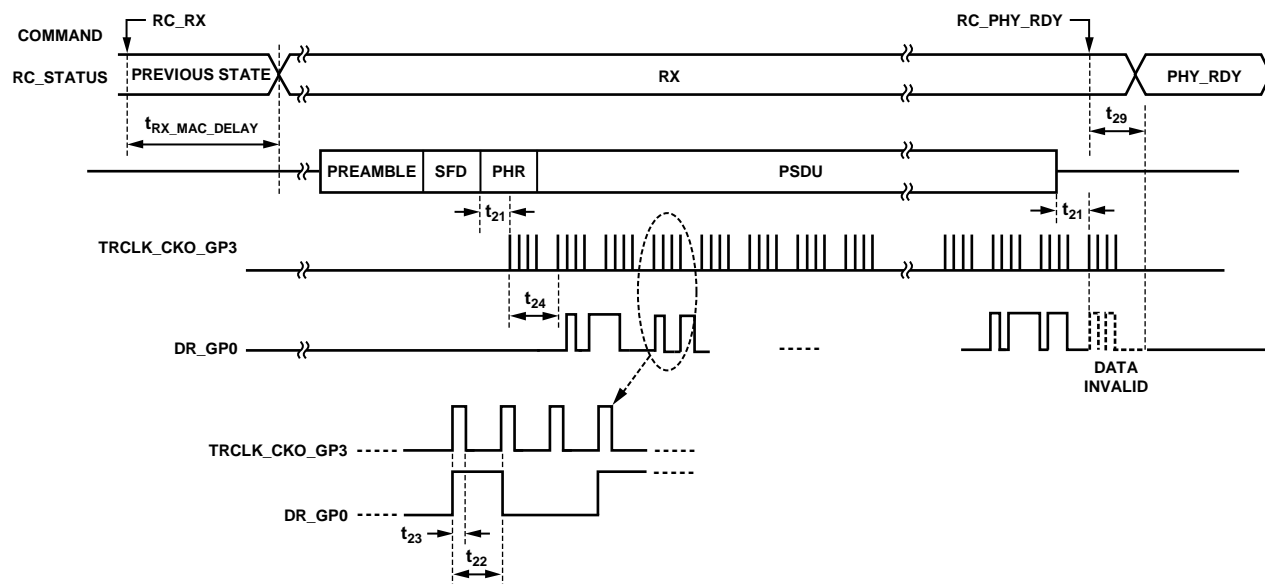 RC_RX
RC_PHY_RDY
COMMAND
RC_STATUS
PREVIOUS STATE
RX
PHY_RDY
tRX_MAC_DELAY
t29
PREAMBLE
SFD
PHR
PSDU
t21
t21
TRCLK_CKO_GP3
t24
DR_GP0
DATA
INVALID
TRCLK_CKO_GP3
DR_GP0
t23
t22